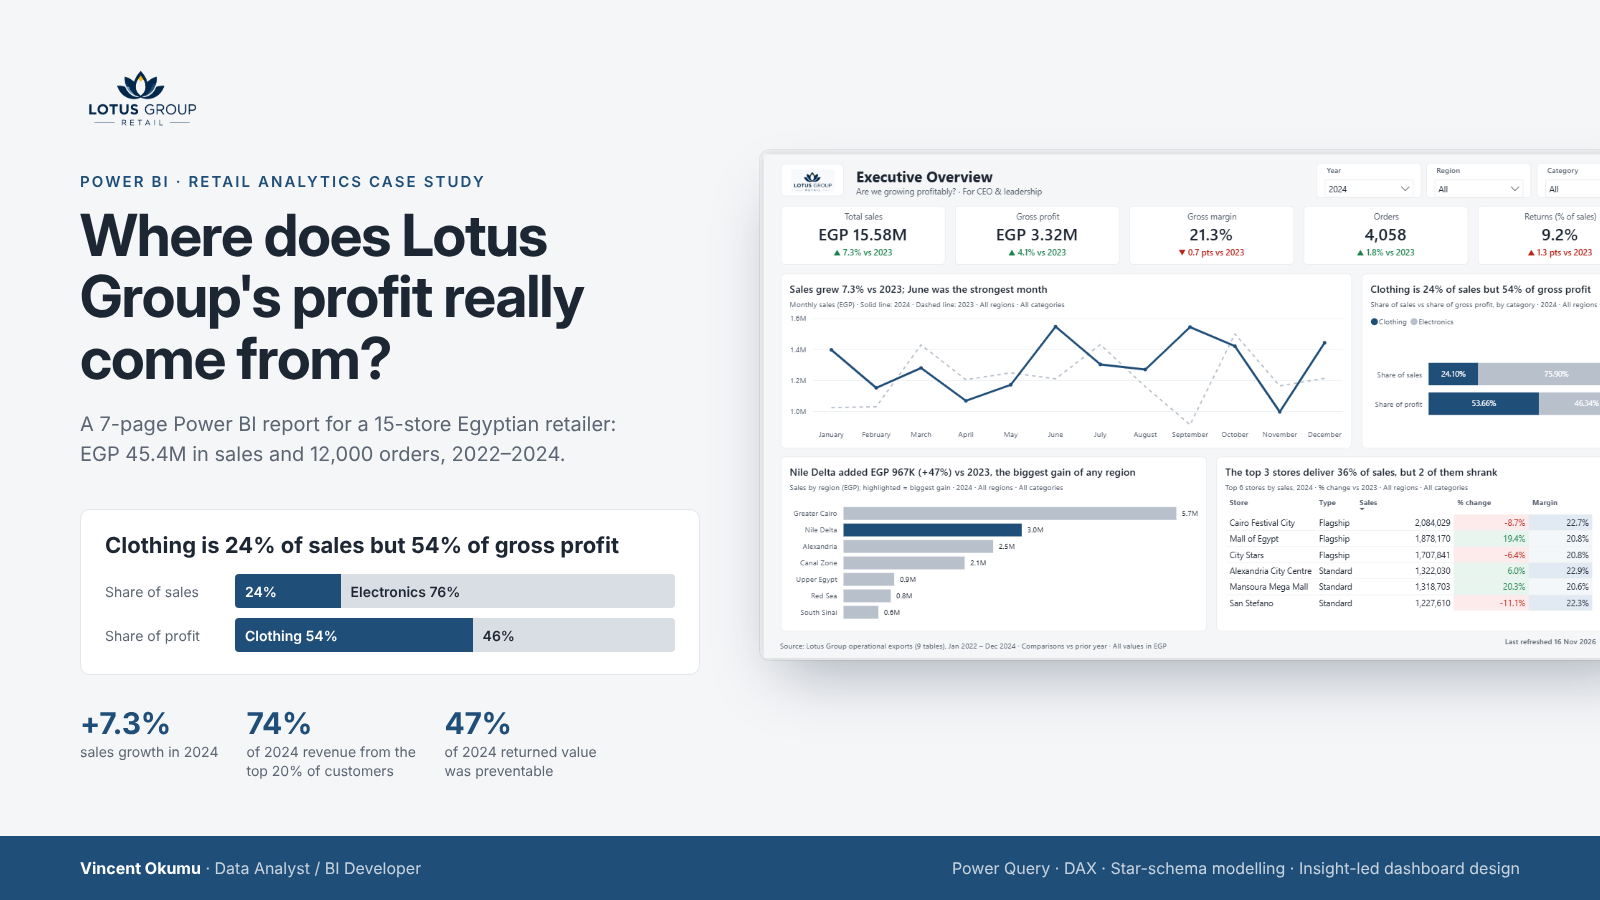 LOTUS GROUP
RETAIL
POWER BI · RETAIL ANALYTICS CASE STUDY
Where does Lotus
Group's profit really
come from?
A 7-page Power BI report for a 15-store Egyptian retailer:
EGP 45.4M in sales and 12,000 orders, 2022–2024.
Clothing is 24% of sales but 54% of gross profit
Share of sales 24% Electronics 76%
Share of profit Clothing 54% 46%
+7.3%
sales growth in 2024
74%
of 2024 revenue from the
top 20% of customers
47%
of 2024 returned value
was preventable
LOTUS GROUP
RETAIL
Executive Overview
Are we growing profitably? · For CEO & leadership
Year
2024
Region
All
Category
All
Total sales
EGP 15.58M
▲ 7.3% vs 2023
Gross profit
EGP 3.32M
▲ 4.1% vs 2023
Gross margin
21.3%
▼ 0.7 pts vs 2023
Orders
4,058
▲ 1.8% vs 2023
Returns (% of sales)
9.2%
▲ 1.3 pts vs 2023
Sales grew 7.3% vs 2023; June was the strongest month
Monthly sales (EGP) · Solid line: 2024 · Dashed line: 2023 · All regions · All categories
1.6M
1.4M
1.2M
1.0M
January February March April May June July August September October November December
Clothing is 24% of sales but 54% of gross profit
Share of sales vs share of gross profit, by category · 2024 · All regions
Clothing Electronics
Share of sales 24.10% 75.90%
Share of profit 53.66% 46.34%
Nile Delta added EGP 967K (+47%) vs 2023, the biggest gain of any region
Sales by region (EGP); highlighted = biggest gain · 2024 · All regions · All categories
Greater Cairo 5.7M
Nile Delta 3.0M
Alexandria 2.5M
Canal Zone 2.1M
Upper Egypt 0.9M
Red Sea 0.8M
South Sinai 0.6M
The top 3 stores deliver 36% of sales, but 2 of them shrank
Top 6 stores by sales, 2024 · % change vs 2023 · All regions · All categories
Store Type Sales % change Margin
Cairo Festival City Flagship 2,084,029 -8.7% 22.7%
Mall of Egypt Flagship 1,878,170 19.4% 20.8%
City Stars Flagship 1,707,841 -6.4% 20.8%
Alexandria City Centre Standard 1,322,030 6.0% 22.9%
Mansoura Mega Mall Standard 1,318,703 20.3% 20.6%
San Stefano Standard 1,227,610 -11.1% 22.3%
Source: Lotus Group operational exports (9 tables), Jan 2022 – Dec 2024 · Comparisons vs prior year · All values in EGP
Last refreshed 16 Nov 2026
Vincent Okumu · Data Analyst / BI Developer
Power Query · DAX · Star-schema modelling · Insight-led dashboard design